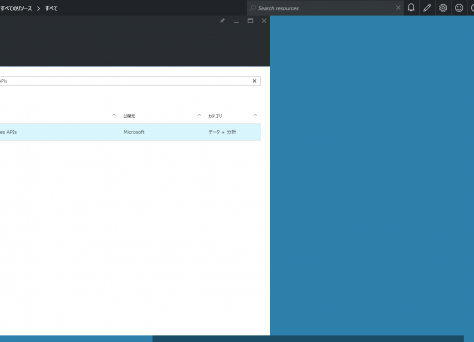 すべてのリソース > すべて
Search resources
APIs
公開元
カテゴリ
es APIs
Microsoft
データ + 分析